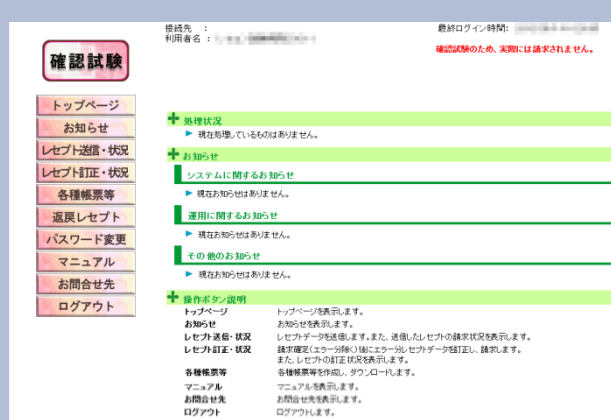 接続先 ：
利用者名 ：
最終ログイン時間:
確認試験のため、実際には請求されません。
確認試験
トップページ
お知らせ
レセプト送信・状況
レセプト訂正・状況
各種帳票等
返戻レセプト
パスワード変更
マニュアル
お問合せ先
ログアウト
処理状況
現在処理しているものはありません。
お知らせ
システムに関するお知らせ
現在お知らせはありません。
運用に関するお知らせ
現在お知らせはありません。
その他のお知らせ
現在お知らせはありません。
操作ボタン説明
トップページ トップページを表示します。
お知らせ お知らせを表示します。
レセプト送信・状況 レセプトデータを送信します。また、送信したレセプトの請求状況を表示します。
レセプト訂正・状況 請求確定(エラー分除く)後にエラー分レセプトデータを訂正し、請求します。
また、レセプトの訂正状況を表示します。
各種帳票等 各種帳票等を作成し、ダウンロードします。
マニュアル マニュアルを表示します。
お問合せ先 お問合せ先を表示します。
ログアウト ログアウトします。